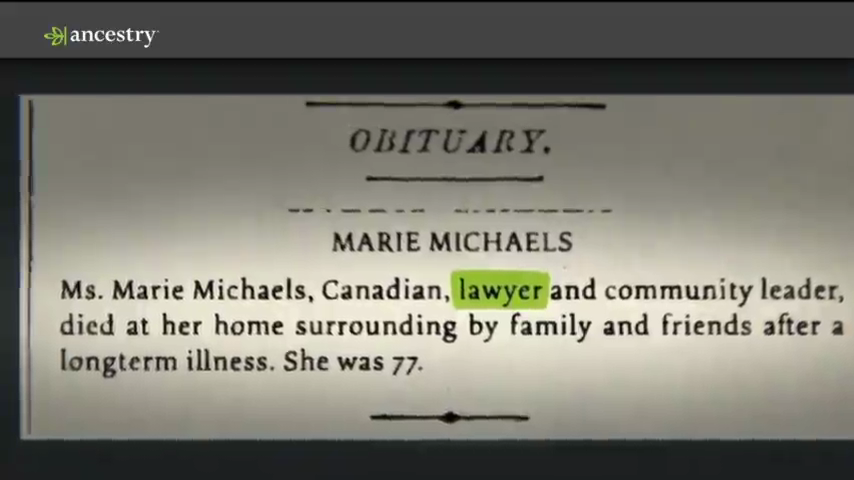 ancestry
OBITUARY.
MARIE MICHAELS
Ms. Marie Michaels, Canadian, lawyer and community leader,
died at her home surrounding by family and friends after a
longterm illness. She was 77.